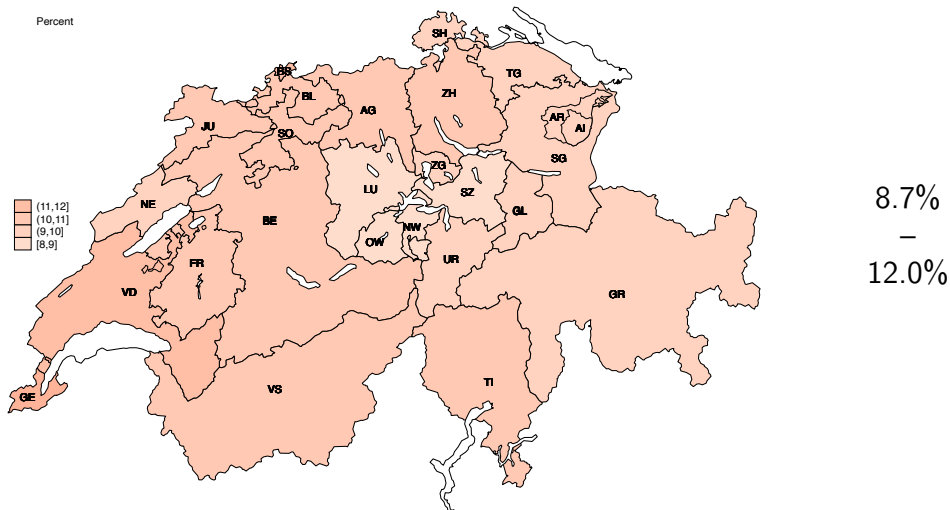 Percent
SH
BS
TG
BL
ZH
AG
AR
AI
JU
SO
SG
ZG
LU
SZ
NE
GL
BE
NW
OW
UR
FR
VD
GR
VS
TI
GE
(11,12]
(10,11]
(9,10]
[8,9]
8.7%
–
12.0%